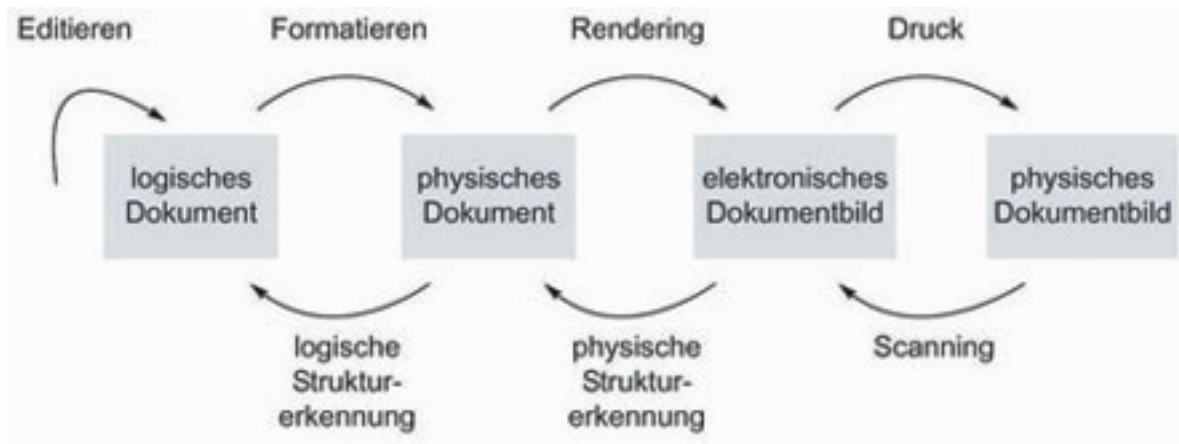 Editieren
Formatieren
Rendering
Druck
logisches
Dokument
physisches
Dokument
elektronisches
Dokumentbild
physisches
Dokumentbild
logische
Struktur-
erkennung
physische
Struktur-
erkennung
Scanning